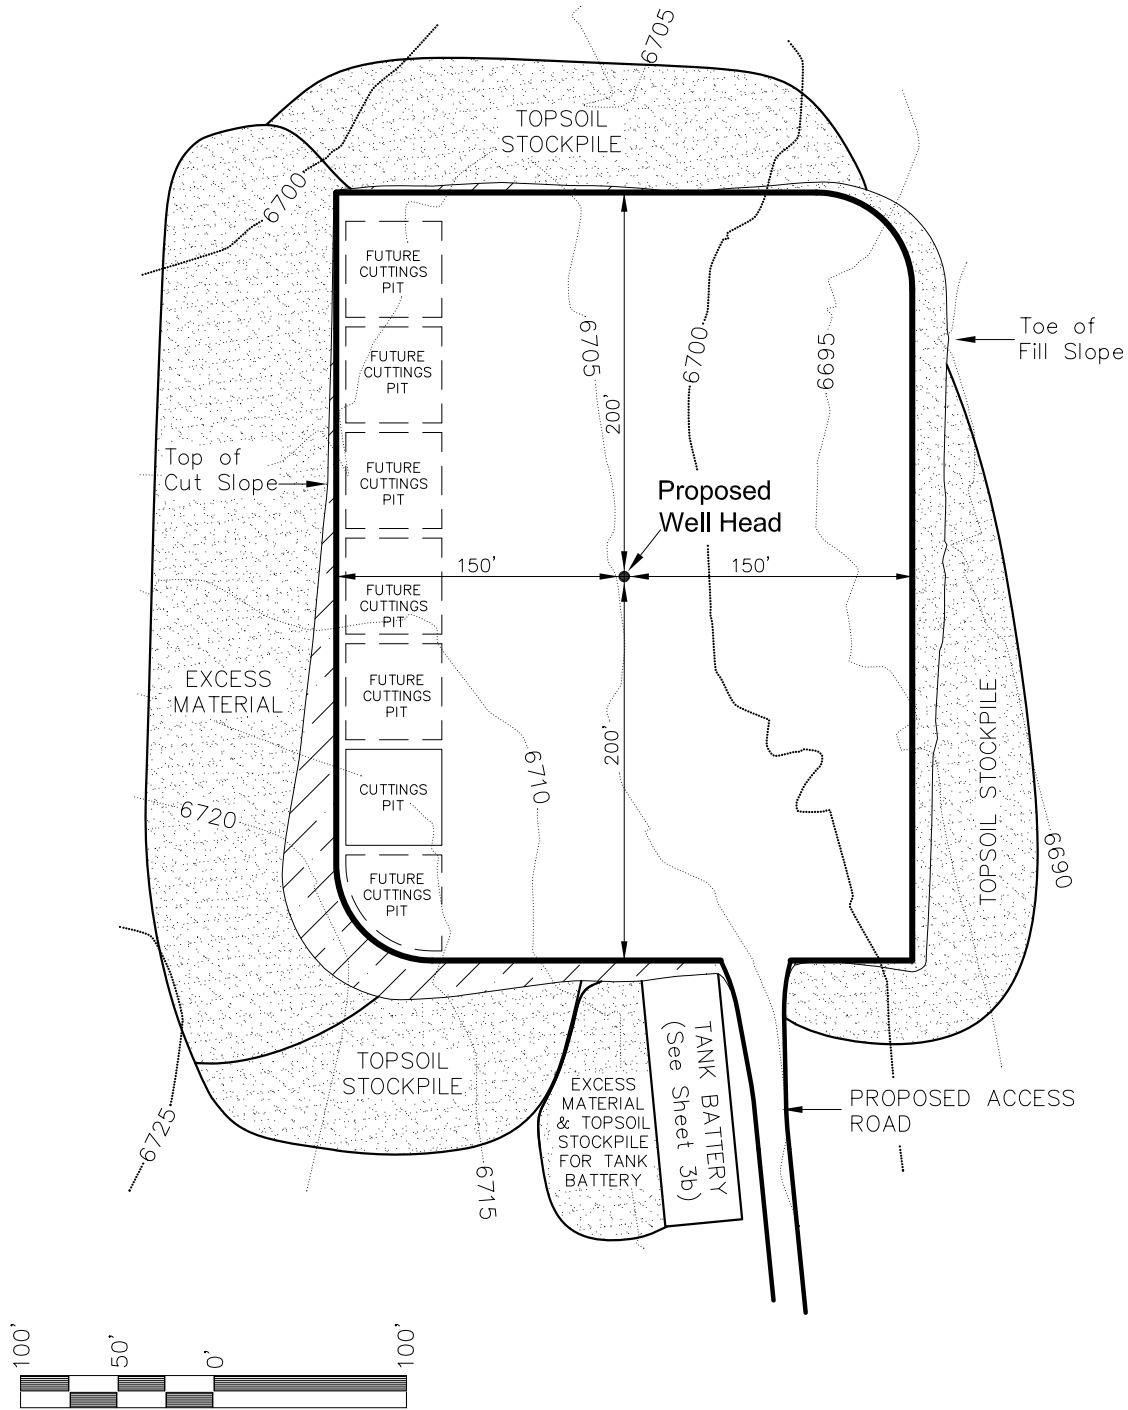 6705
TOPSOIL
STOCKPILE
6700
FUTURE
CUTTINGS
PIT
6705
6700
6695
Toe of
Fill Slope
FUTURE
CUTTINGS
PIT
200'
Top of
Cut Slope
FUTURE
CUTTINGS
PIT
Proposed
Well Head
150'
150'
FUTURE
CUTTINGS
PIT
EXCESS
MATERIAL
FUTURE
CUTTINGS
PIT
200'
TOPSOIL STOCKPILE
6710
6720
CUTTINGS
PIT
6690
FUTURE
CUTTINGS
PIT
TOPSOIL
STOCKPILE
EXCESS
MATERIAL
& TOPSOIL
STOCKPILE
FOR TANK
BATTERY
TANK BATTERY
(See Sheet 3b)
PROPOSED ACCESS
ROAD
6725
6715
100'
50'
0'
100'